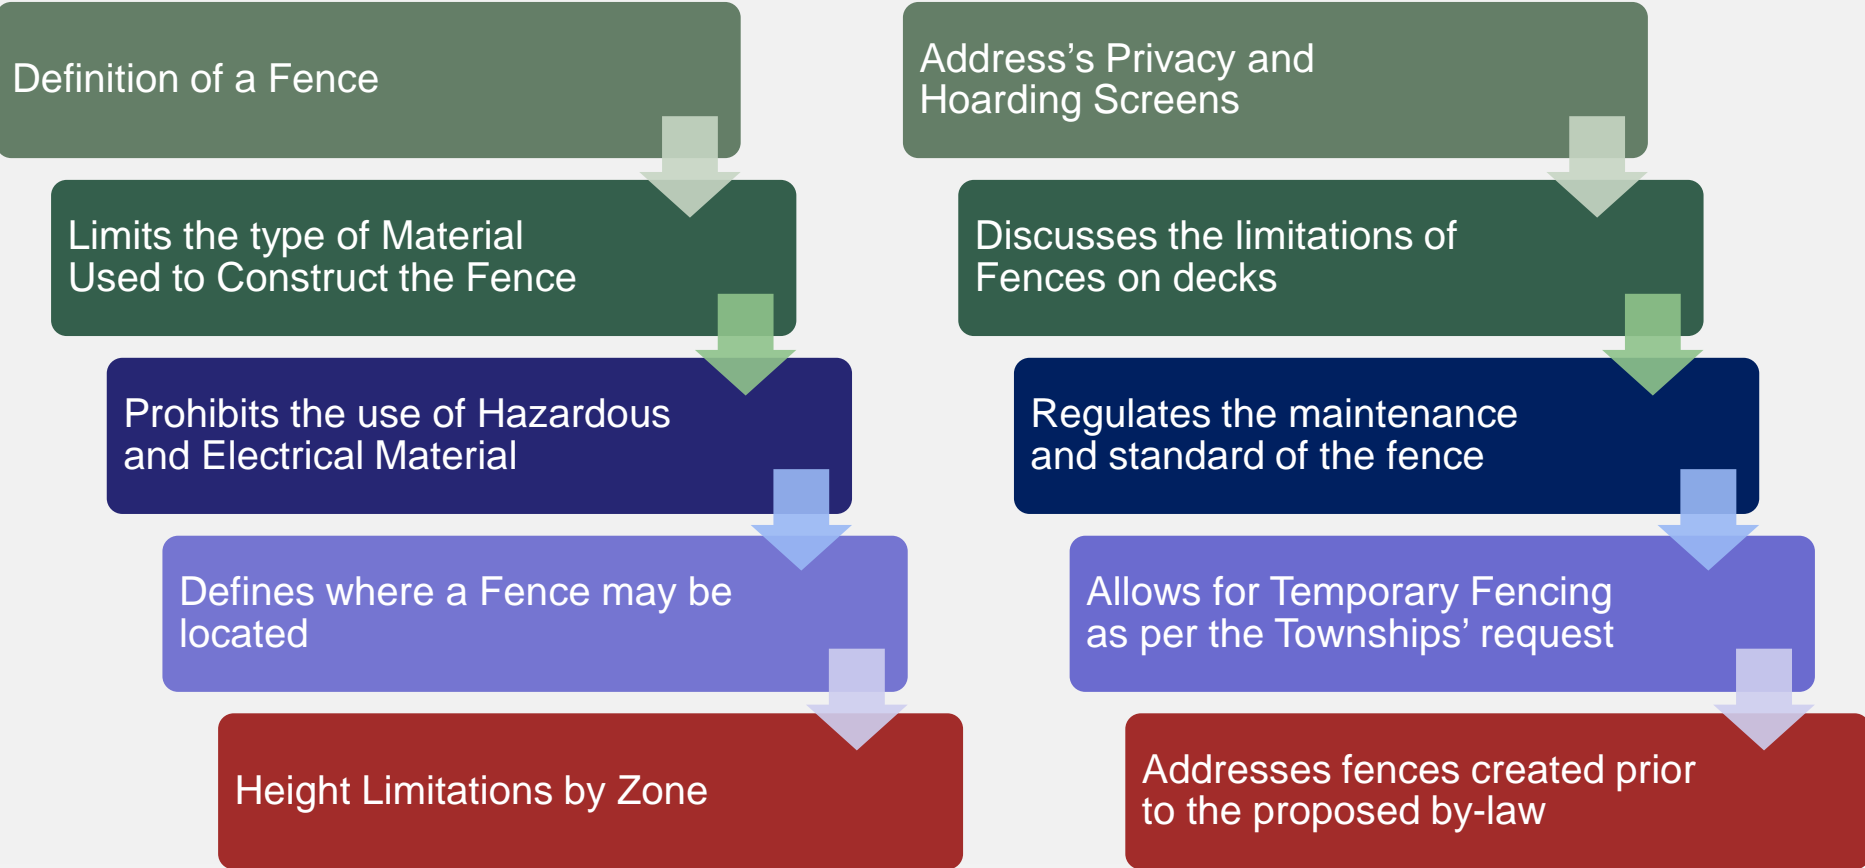 Definition of a Fence
Limits the type of Material
Used to Construct the Fence
Prohibits the use of Hazardous
and Electrical Material
Defines where a Fence may be
located
Height Limitations by Zone
Address’s Privacy and
Hoarding Screens
Discusses the limitations of
Fences on decks
Regulates the maintenance
and standard of the fence
Allows for Temporary Fencing
as per the Townships’ request
Addresses fences created prior
to the proposed by-law